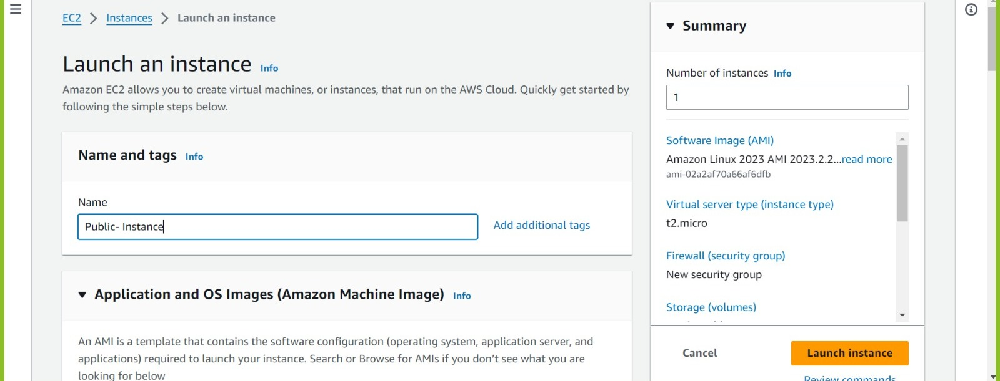 EC2 > Instances > Launch an instance
Launch an instance Info
Amazon EC2 allows you to create virtual machines, or instances, that run on the AWS Cloud. Quickly get started by
following the simple steps below.
Name and tags Info
Name
Public- Instance
Add additional tags
Application and OS Images (Amazon Machine Image) Info
An AMI is a template that contains the software configuration (operating system, application server, and
applications) required to launch your instance. Search or Browse for AMIs if you don’t see what you are
looking for below
Summary
Number of instances Info
1
Software Image (AMI)
Amazon Linux 2023 AMI 2023.2.2...read more
ami-02a2af70a66af6dfb
Virtual server type (instance type)
t2.micro
Firewall (security group)
New security group
Storage (volumes)
Cancel
Launch instance
Review commands